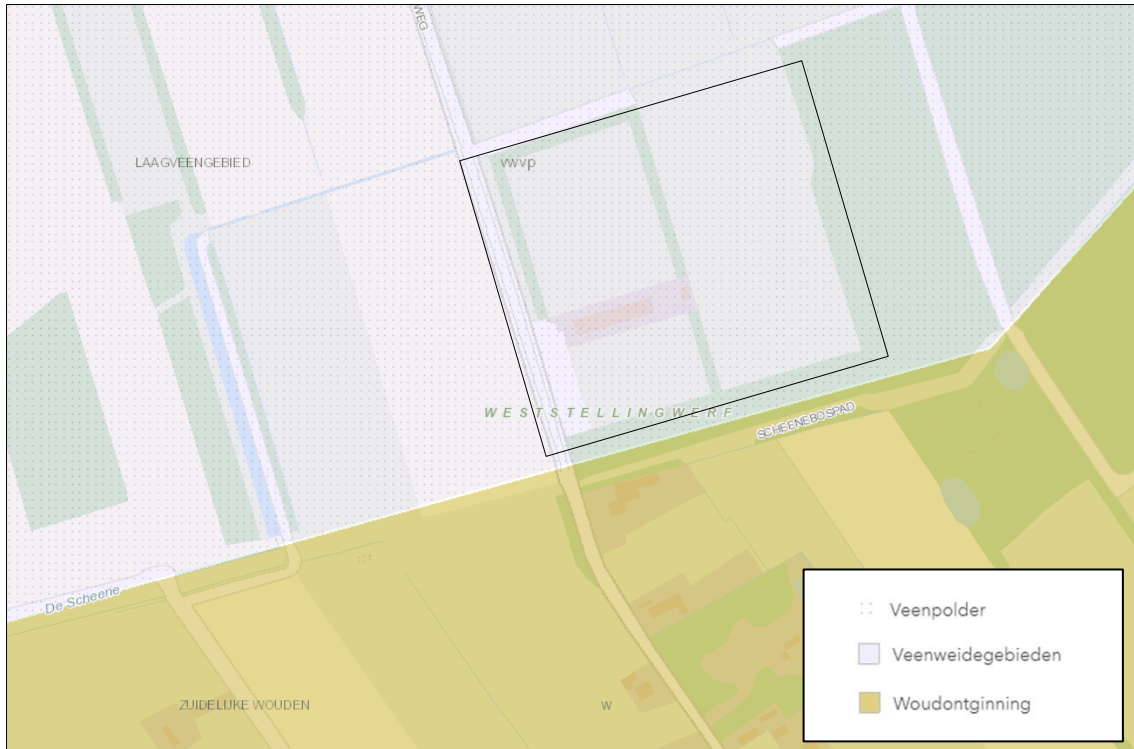 WEG
LAAGVEENGEBIED
vwvp
WESTSTELLINGWERF
SCHEENEBOSPAD
De Scheene
Veenpolder
Veenweidegebieden
Woudontginning
ZUIDELIJKE WOUDEN
w